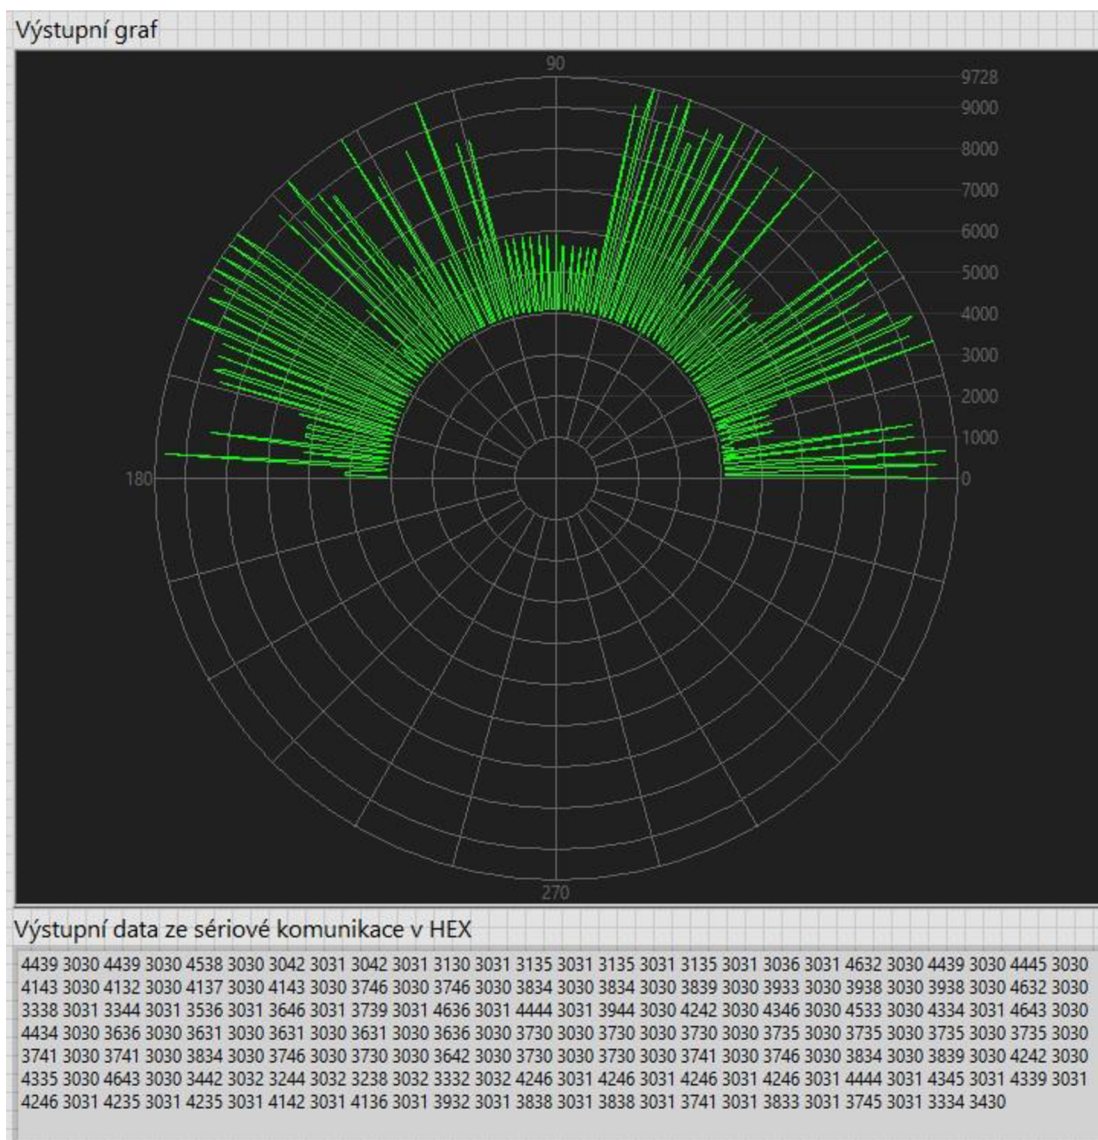 Výstupní graf
90
9728
9000
8000
7000
6000
5000
4000
3000
2000
1000
180
0
270
Výstupní data ze sériové komunikace v HEX
4439 3030 4439 3030 4538 3030 3042 3031 3042 3031 3130 3031 3135 3031 3135 3031 3135 3031 3036 3031 4632 3030 4439 3030 4445 3030
4143 3030 4132 3030 4137 3030 4143 3030 3746 3030 3746 3030 3834 3030 3834 3030 3839 3030 3933 3030 3938 3030 3938 3030 4632 3030
3338 3031 3344 3031 3536 3031 3646 3031 3739 3031 4636 3031 4444 3031 3944 3030 4242 3030 4346 3030 4533 3030 4334 3031 4643 3030
4434 3030 3636 3030 3631 3030 3631 3030 3631 3030 3636 3030 3730 3030 3730 3030 3730 3030 3735 3030 3735 3030 3735 3030 3735 3030
3741 3030 3741 3030 3834 3030 3746 3030 3730 3030 3642 3030 3730 3030 3730 3030 3741 3030 3746 3030 3834 3030 3839 3030 4242 3030
4335 3030 4643 3030 3442 3032 3244 3032 3238 3032 3332 3032 4246 3031 4246 3031 4246 3031 4246 3031 4444 3031 4345 3031 4339 3031
4246 3031 4235 3031 4235 3031 4142 3031 4136 3031 3932 3031 3838 3031 3838 3031 3741 3031 3833 3031 3745 3031 3334 3430